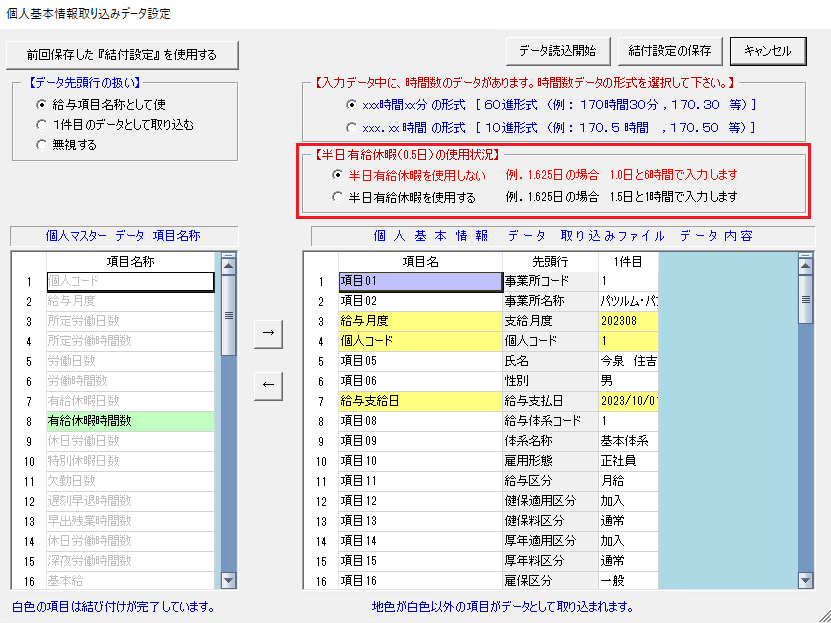 個人基本情報取り込みデータ設定
前回保存した『結付設定』を使用する
データ読込開始
結付設定の保存
キャンセル
【データ先頭行の扱い】
給与項目名称として使
1件目のデータとして取り込む
無視する
【入力データ中に、時間数のデータがあります。時間数データの形式を選択して下さい。】
xxx時間xx分 の形式 [ 60進形式 (例: 170時間30分 , 170.30 等) ]
xxx.xx 時間 の形式 [ 10進形式 (例: 170.5 時間 , 170.50 等) ]
【半日有給休暇(0.5日)の使用状況】
半日有給休暇を使用しない 例. 1.625日の場合 1.0日と6時間で入力します
半日有給休暇を使用する 例. 1.625日の場合 1.5日と1時間で入力します
個人マスター データ 項目名称
個 人 基 本 情 報 データ 取り込みファイル データ内容
項目名称
1 個人コード
2 給与月度
3 所定労働日数
4 所定労働時間数
5 労働日数
6 労働時間数
7 有給休暇日数
8 有給休暇時間数
9 休日労働日数
10 特別休暇日数
11 欠勤日数
12 遅刻早退時間数
13 早出残業時間数
14 休日労働時間数
15 深夜労働時間数
16 基本給
→
←
項目名 先頭行 1件目
1 項目01 事業所コード 1
2 項目02 事業所名称 パツルム・パ
3 給与月度 支給月度 202308
4 個人コード 個人コード 1
5 項目05 氏名 今泉 住吉
6 項目06 性別 男
7 給与支給日 給与支払日 2023/10/01
8 項目08 給与体系コード 1
9 項目09 体系名称 基本体系
10 項目10 雇用形態 正社員
11 項目11 給与区分 月給
12 項目12 健保適用区分 加入
13 項目13 健保料区分 通常
14 項目14 厚年適用区分 加入
15 項目15 厚年料区分 通常
16 項目16 雇保区分 一般
白色の項目は結び付けが完了しています。
地色が白色以外の項目がデータとして取り込まれます。